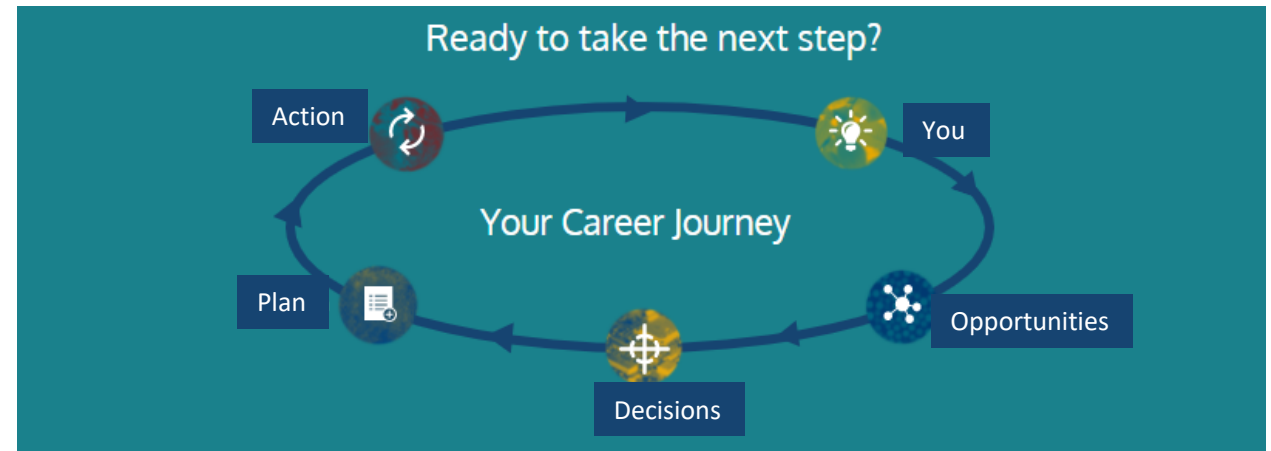 Ready to take the next step?
Action
You
Your Career Journey
Plan
Opportunities
Decisions